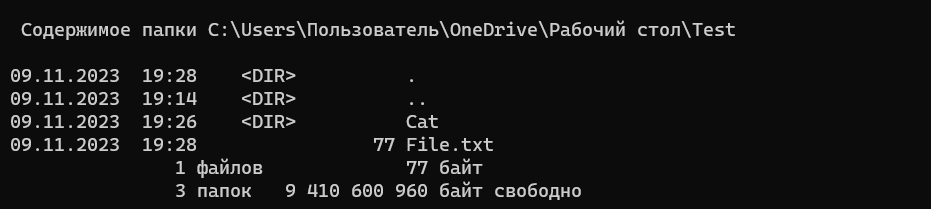 Содержимое папки C:\Users\Пользователь\OneDrive\Рабочий стол\Test
09.11.2023 19:28 <DIR> .
09.11.2023 19:14 <DIR> ..
09.11.2023 19:26 <DIR> Cat
09.11.2023 19:28 77 File.txt
1 файлов 77 байт
3 папок 9 410 600 960 байт свободно